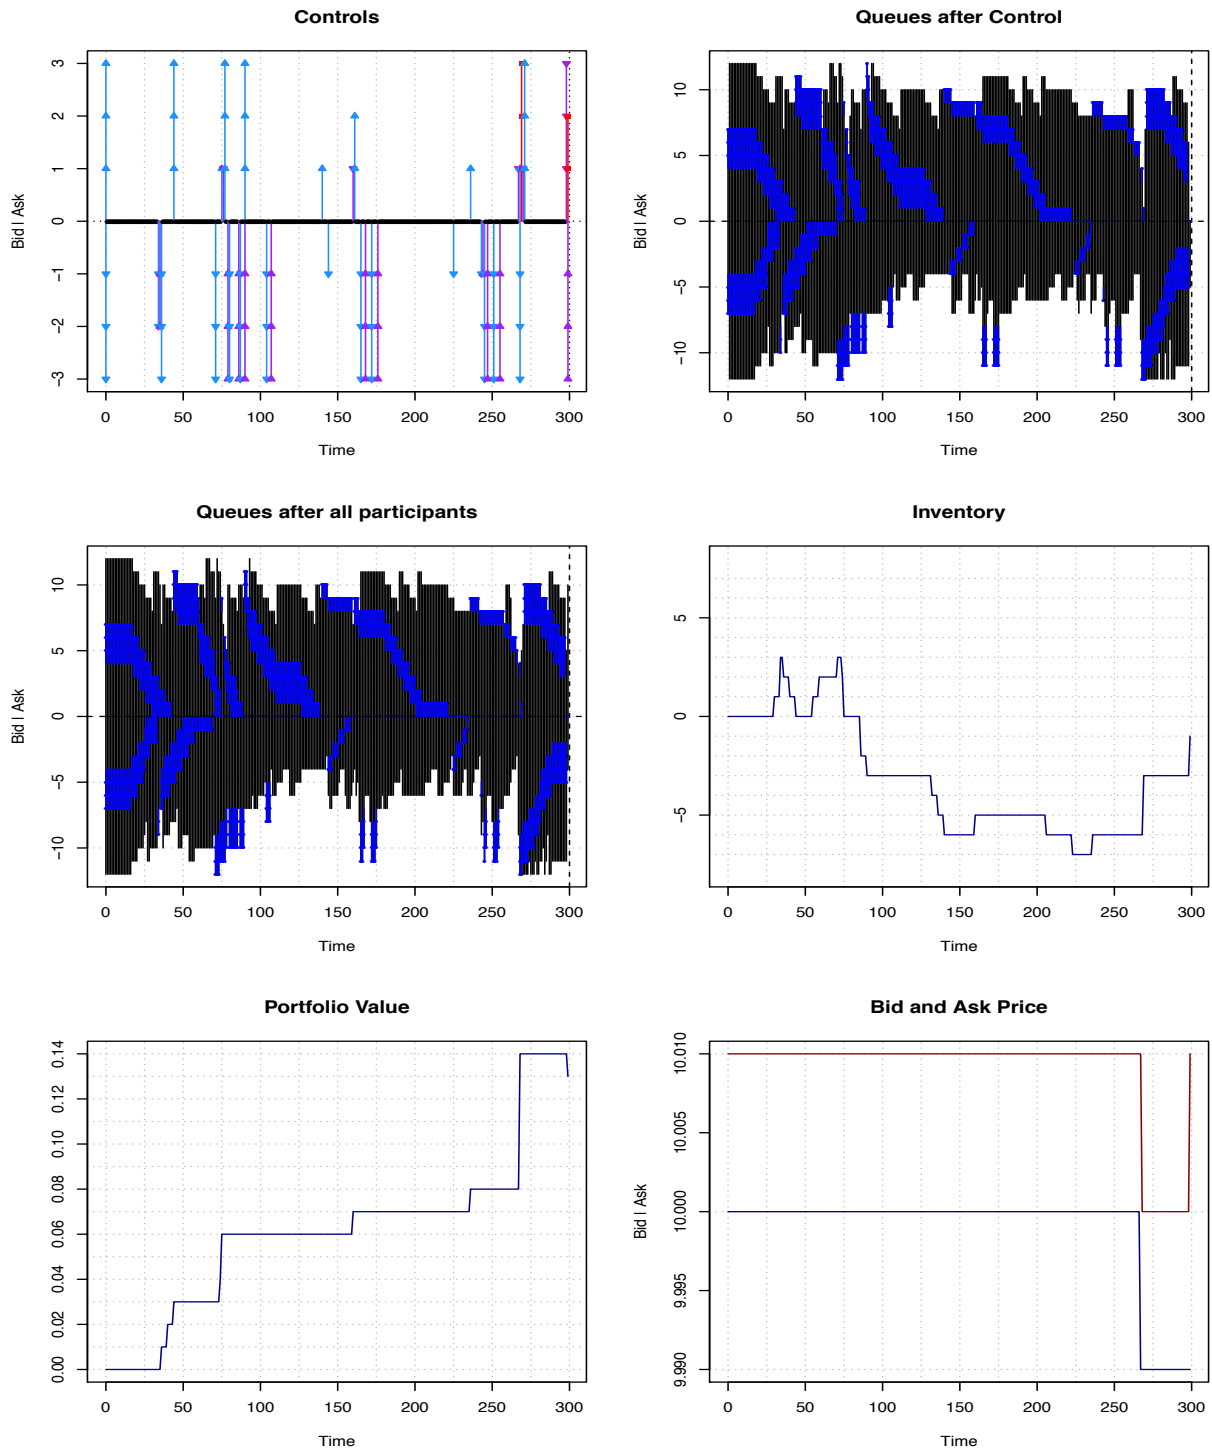 Controls
Bid | Ask
3
2
1
0
-1
-2
-3
0 50 100 150 200 250 300
Time
Queues after Control
Bid | Ask
10
5
0
-5
-10
0 50 100 150 200 250 300
Time
Queues after all participants
Bid | Ask
10
5
0
-5
-10
0 50 100 150 200 250 300
Time
Inventory
5
0
-5
0 50 100 150 200 250 300
Time
Portfolio Value
0.14
0.12
0.10
0.08
0.06
0.04
0.02
0.00
0 50 100 150 200 250 300
Time
Bid and Ask Price
Bid | Ask
10.010
10.005
10.000
9.995
9.990
0 50 100 150 200 250 300
Time